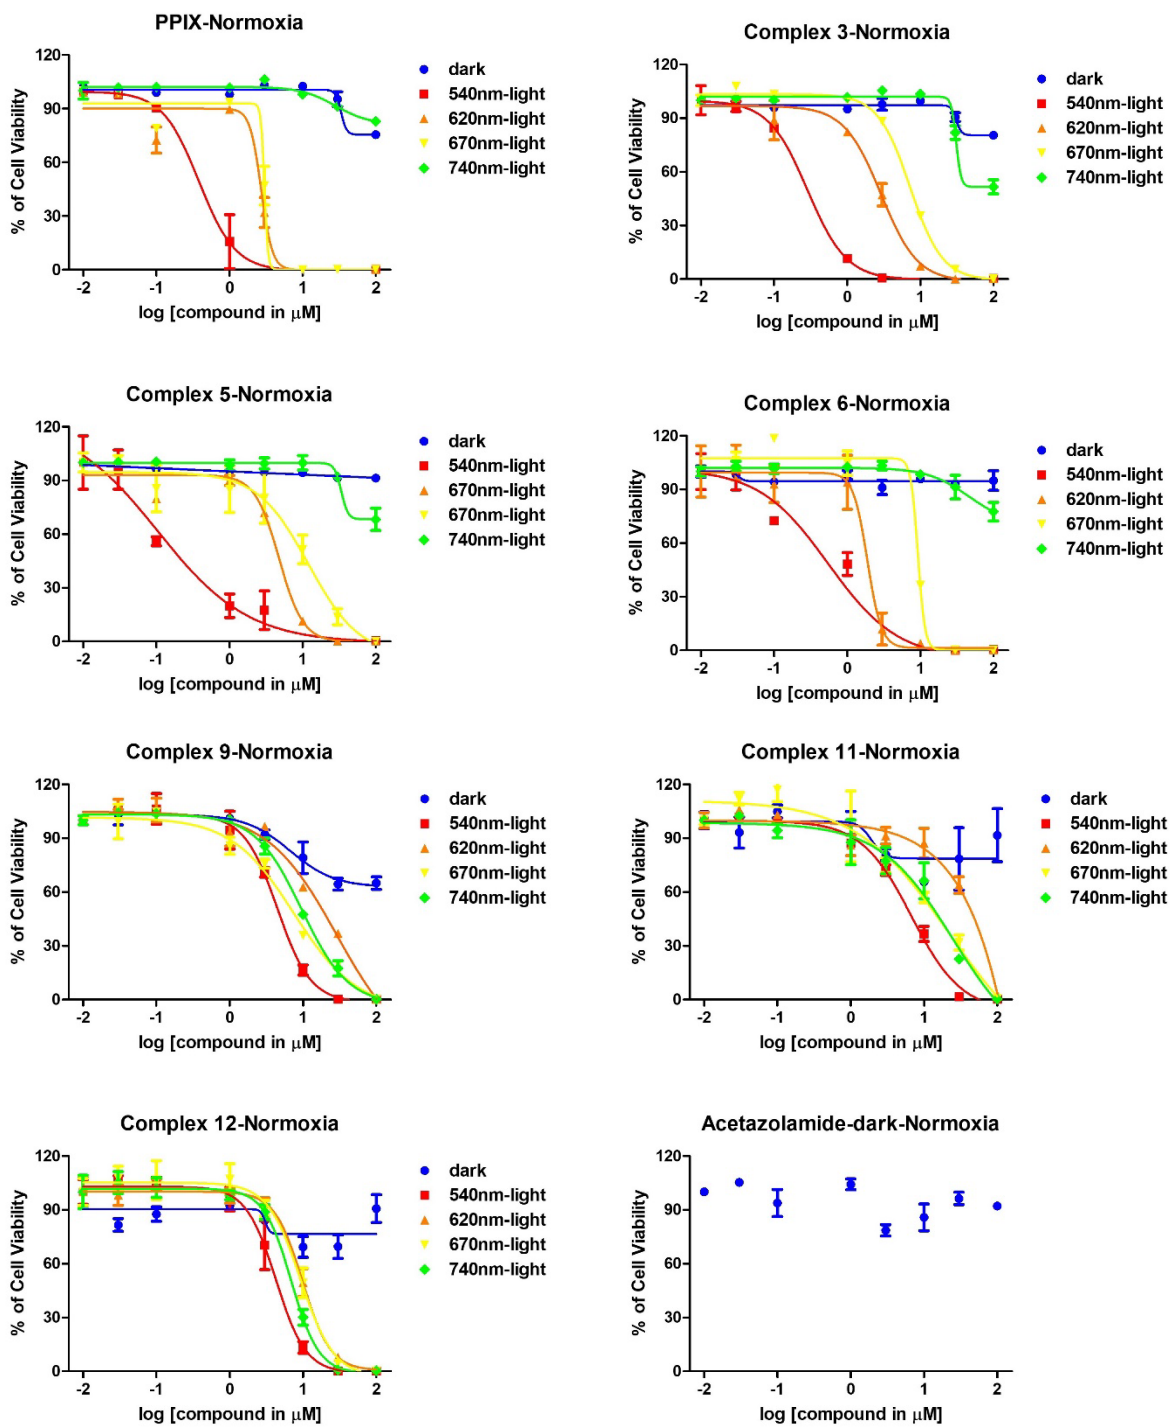 PPIX-Normoxia
% of Cell Viability
120
90
60
30
0
-2 -1 0 1 2
log [compound in μM]
dark
540nm-light
620nm-light
670nm-light
740nm-light
Complex 3-Normoxia
% of Cell Viability
120
90
60
30
0
-2 -1 0 1 2
log [compound in μM]
dark
540nm-light
620nm-light
670nm-light
740nm-light
Complex 5-Normoxia
% of Cell Viability
120
90
60
30
0
-2 -1 0 1 2
log [compound in μM]
dark
540nm-light
670nm-light
670nm-light
740nm-light
Complex 6-Normoxia
% of Cell Viability
120
90
60
30
0
-2 -1 0 1 2
log [compound in μM]
dark
540nm-light
620nm-light
670nm-light
740nm-light
Complex 9-Normoxia
% of Cell Viability
120
90
60
30
0
-2 -1 0 1 2
log [compound in μM]
dark
540nm-light
620nm-light
670nm-light
740nm-light
Complex 11-Normoxia
% of Cell Viability
120
90
60
30
0
-2 -1 0 1 2
log [compound in μM]
dark
540nm-light
620nm-light
670nm-light
740nm-light
Complex 12-Normoxia
% of Cell Viability
120
90
60
30
0
-2 -1 0 1 2
log [compound in μM]
dark
540nm-light
620nm-light
670nm-light
740nm-light
Acetazolamide-dark-Normoxia
% of Cell Viability
120
90
60
30
0
-2 -1 0 1 2
log [compound in μM]